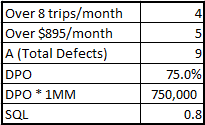 Over 8 trips/month 4
Over $895/month 5
A (Total Defects) 9
DPO 75.0%
DPO * 1MM 750,000
SQL 0.8